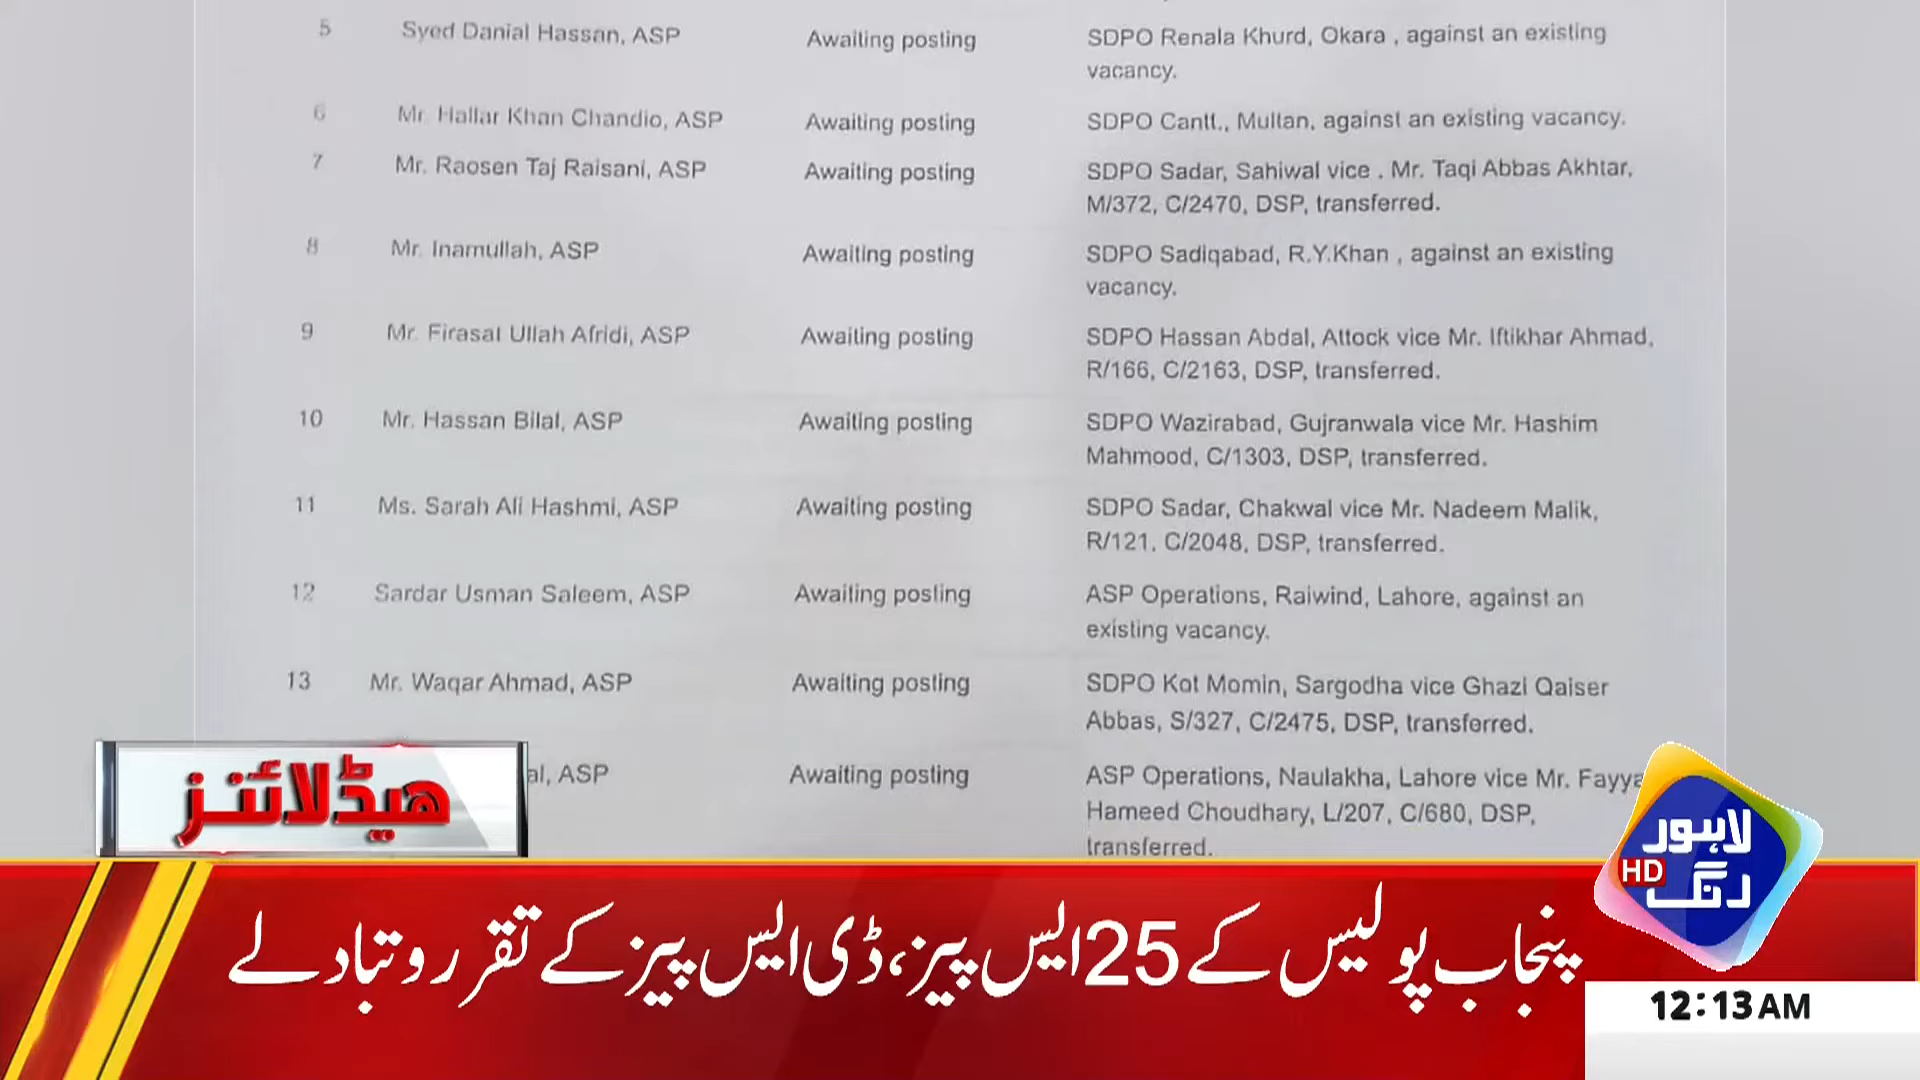 5 Syed Danial Hassan, ASP Awaiting posting SDPO Renala Khurd, Okara , against an existing
vacancy.
6 Mr. Hallar Khan Chandio, ASP Awaiting posting SDPO Cantt., Multan, against an existing vacancy.
7 Mr. Raosen Taj Raisani, ASP Awaiting posting SDPO Sadar, Sahiwal vice . Mr. Taqi Abbas Akhtar,
M/372, C/2470, DSP, transferred.
8 Mr. Inamullah, ASP Awaiting posting SDPO Sadiqabad, R.Y.Khan , against an existing
vacancy.
9 Mr. Firasat Ullah Afridi, ASP Awaiting posting SDPO Hassan Abdal, Attock vice Mr. Iftikhar Ahmad,
R/166, C/2163, DSP, transferred.
10 Mr. Hassan Bilal, ASP Awaiting posting SDPO Wazirabad, Gujranwala vice Mr. Hashim
Mahmood, C/1303, DSP, transferred.
11 Ms. Sarah Ali Hashmi, ASP Awaiting posting SDPO Sadar, Chakwal vice Mr. Nadeem Malik,
R/121, C/2048, DSP, transferred.
12 Sardar Usman Saleem, ASP Awaiting posting ASP Operations, Raiwind, Lahore, against an
existing vacancy.
13 Mr. Waqar Ahmad, ASP Awaiting posting SDPO Kot Momin, Sargodha vice Ghazi Qaiser
Abbas, S/327, C/2475, DSP, transferred.
al, ASP Awaiting posting ASP Operations, Naulakha, Lahore vice Mr. Fayya
Hameed Choudhary, L/207, C/680, DSP,
transferred.
ہیڈلائنز
لاہور
رنگ
HD
پنجاب پولیس کے 25 ایس پیز، ڈی ایس پیز کے تقرر و تبادلے
12:13 AM